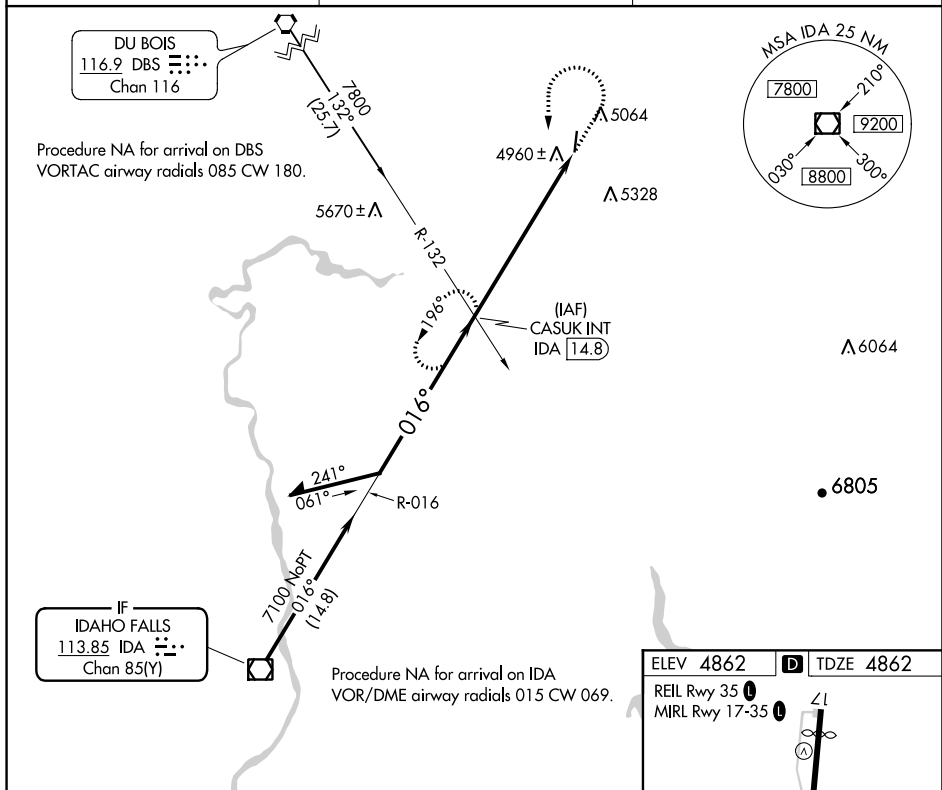 DU BOIS
116.9 DBS
Chan 116
Procedure NA for arrival on DBS
VORTAC airway radials 085 CW 180.
7800
132°
(25.7)
5670 ±
R-132
5064
4960 ±
5328
MSA IDA 25 NM
7800
210°
9200
030°
8800
300°
196°
(IAF)
CASUK INT
IDA 14.8
6064
016°
241°
061°
R-016
6805
7100 NoPT
016°
(14.8)
IF
IDAHO FALLS
113.85 IDA
Chan 85(Y)
Procedure NA for arrival on IDA
VOR/DME airway radials 015 CW 069.
ELEV 4862 D TDZE 4862
REIL Rwy 35 L
MIRL Rwy 17-35 L
17